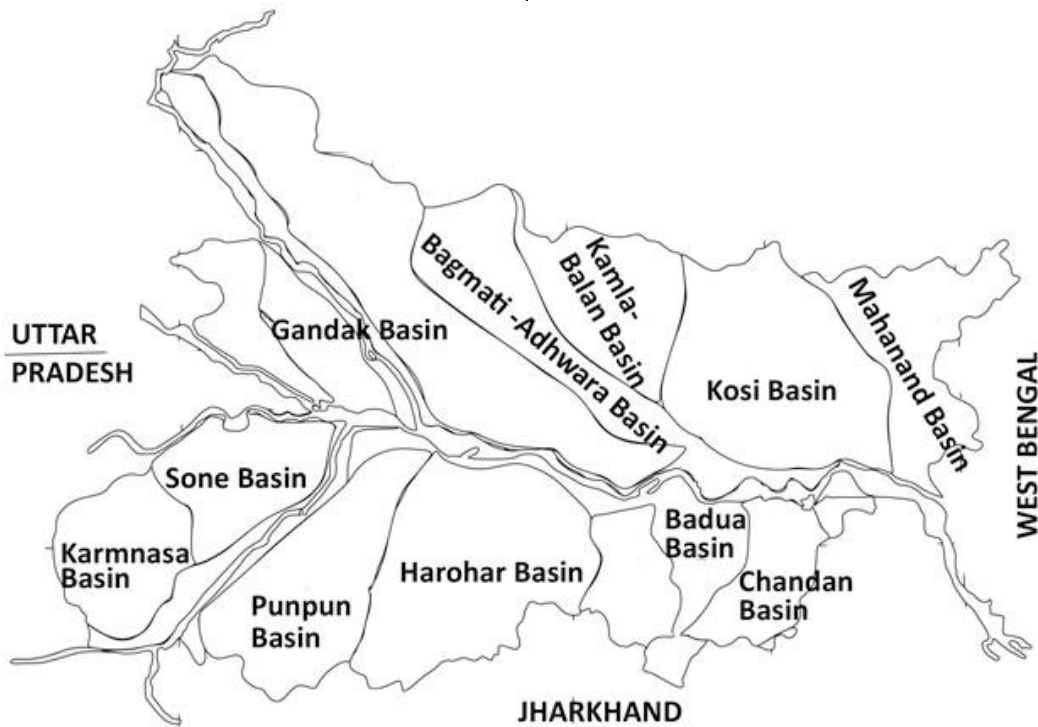 Kamla-
Balan Basin
Bagmati -Adhwara Basin
Mahanand Basin
UTTAR
PRADESH
Gandak Basin
Kosi Basin
WEST BENGAL
Sone Basin
Badua
Basin
Karmnasa
Basin
Harohar Basin
Chandan
Basin
Punpun
Basin
JHARKHAND